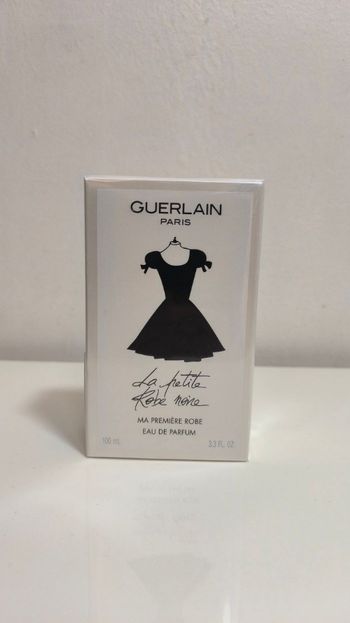 GUERLAIN
PARIS
La petite
Robe noire
MA PREMIÈRE ROBE
EAU DE PARFUM
100 mL 3.3 FL. OZ